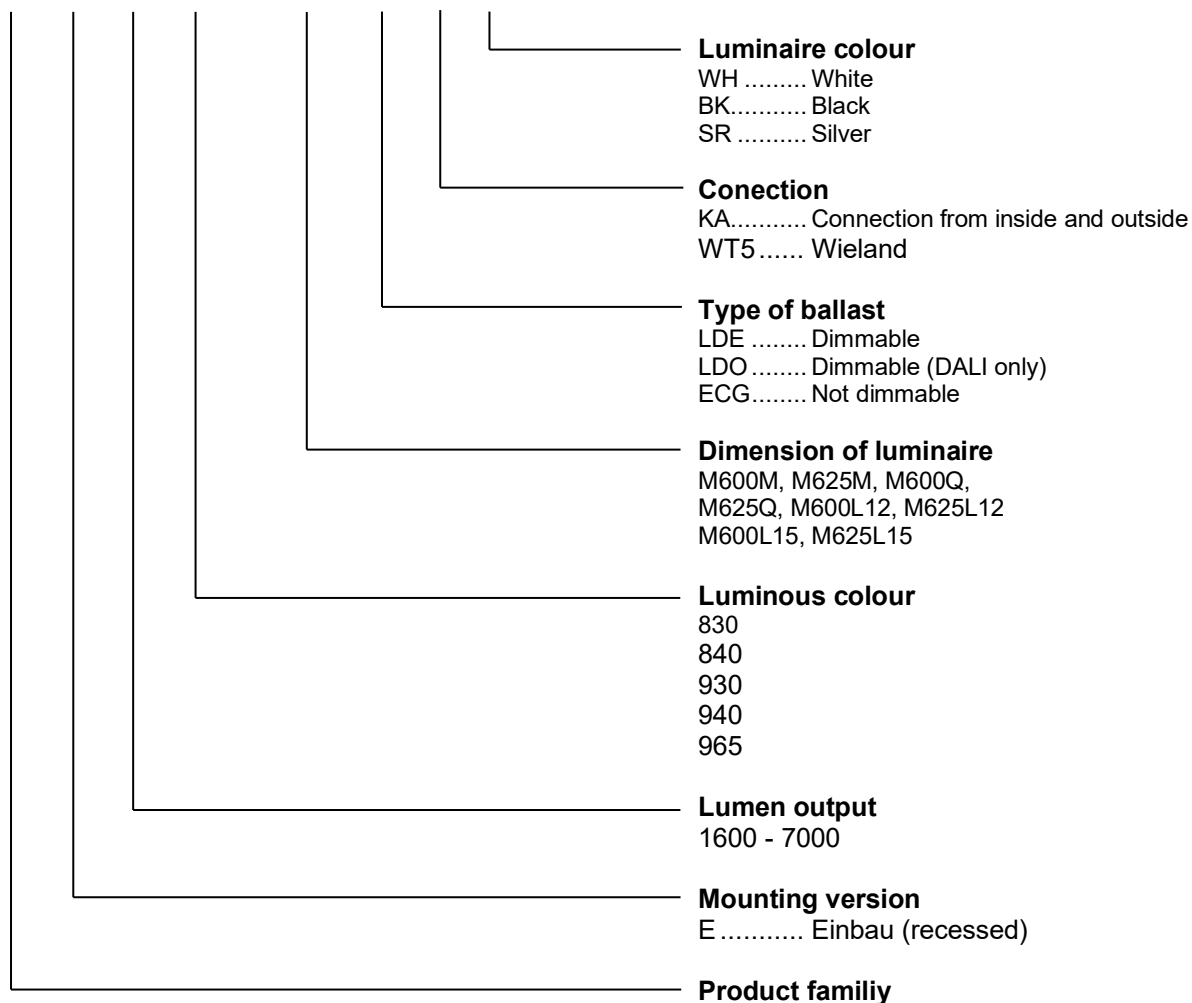 Luminaire colour
WH ......... White
BK........... Black
SR .......... Silver
Conection
KA........... Connection from inside and outside
WT5 ...... Wieland
Type of ballast
LDE ........ Dimmable
LDO ........ Dimmable (DALI only)
ECG........ Not dimmable
Dimension of luminaire
M600M, M625M, M600Q,
M625Q, M600L12, M625L12
M600L15, M625L15
Luminous colour
830
840
930
940
965
Lumen output
1600 - 7000
Mounting version
E ........... Einbau (recessed)
Product familiy